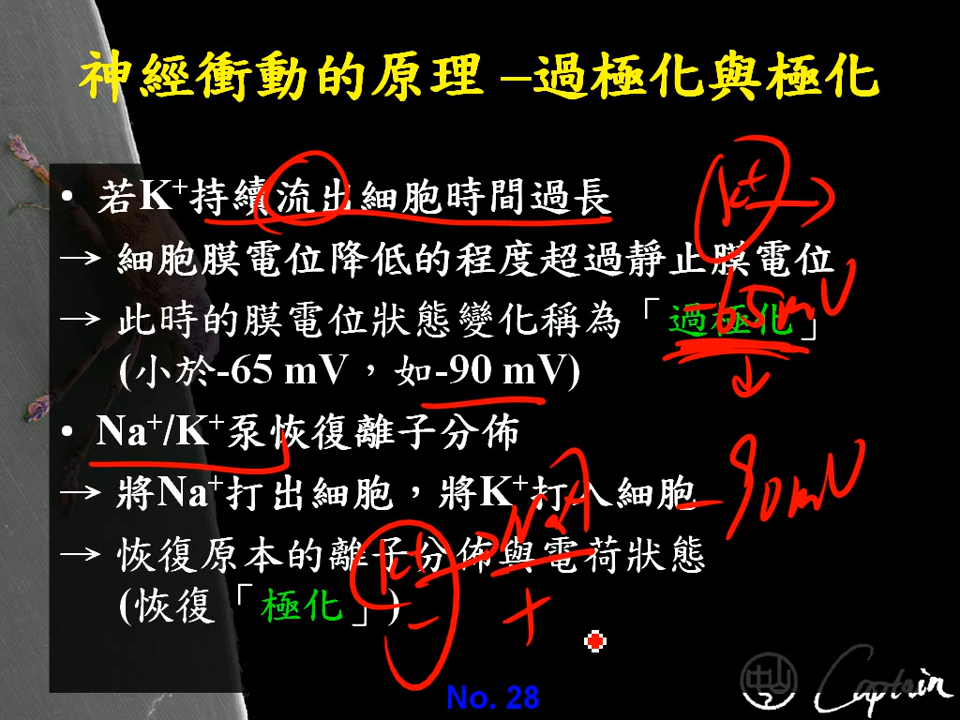 神經衝動的原理 –過極化與極化
• 若K⁺持續流出細胞時間過長
K⁺
→ 細胞膜電位降低的程度超過靜止膜電位
-65mV
→ 此時的膜電位狀態變化稱為「過極化」
(小於-65 mV，如-90 mV)
• Na⁺/K⁺泵恢復離子分佈
→ 將Na⁺打出細胞，將K⁺打入細胞
-90mV
K⁺ Na⁺
→ 恢復原本的離子分佈與電荷狀態
(恢復「極化」)
- +
No. 28
Captain